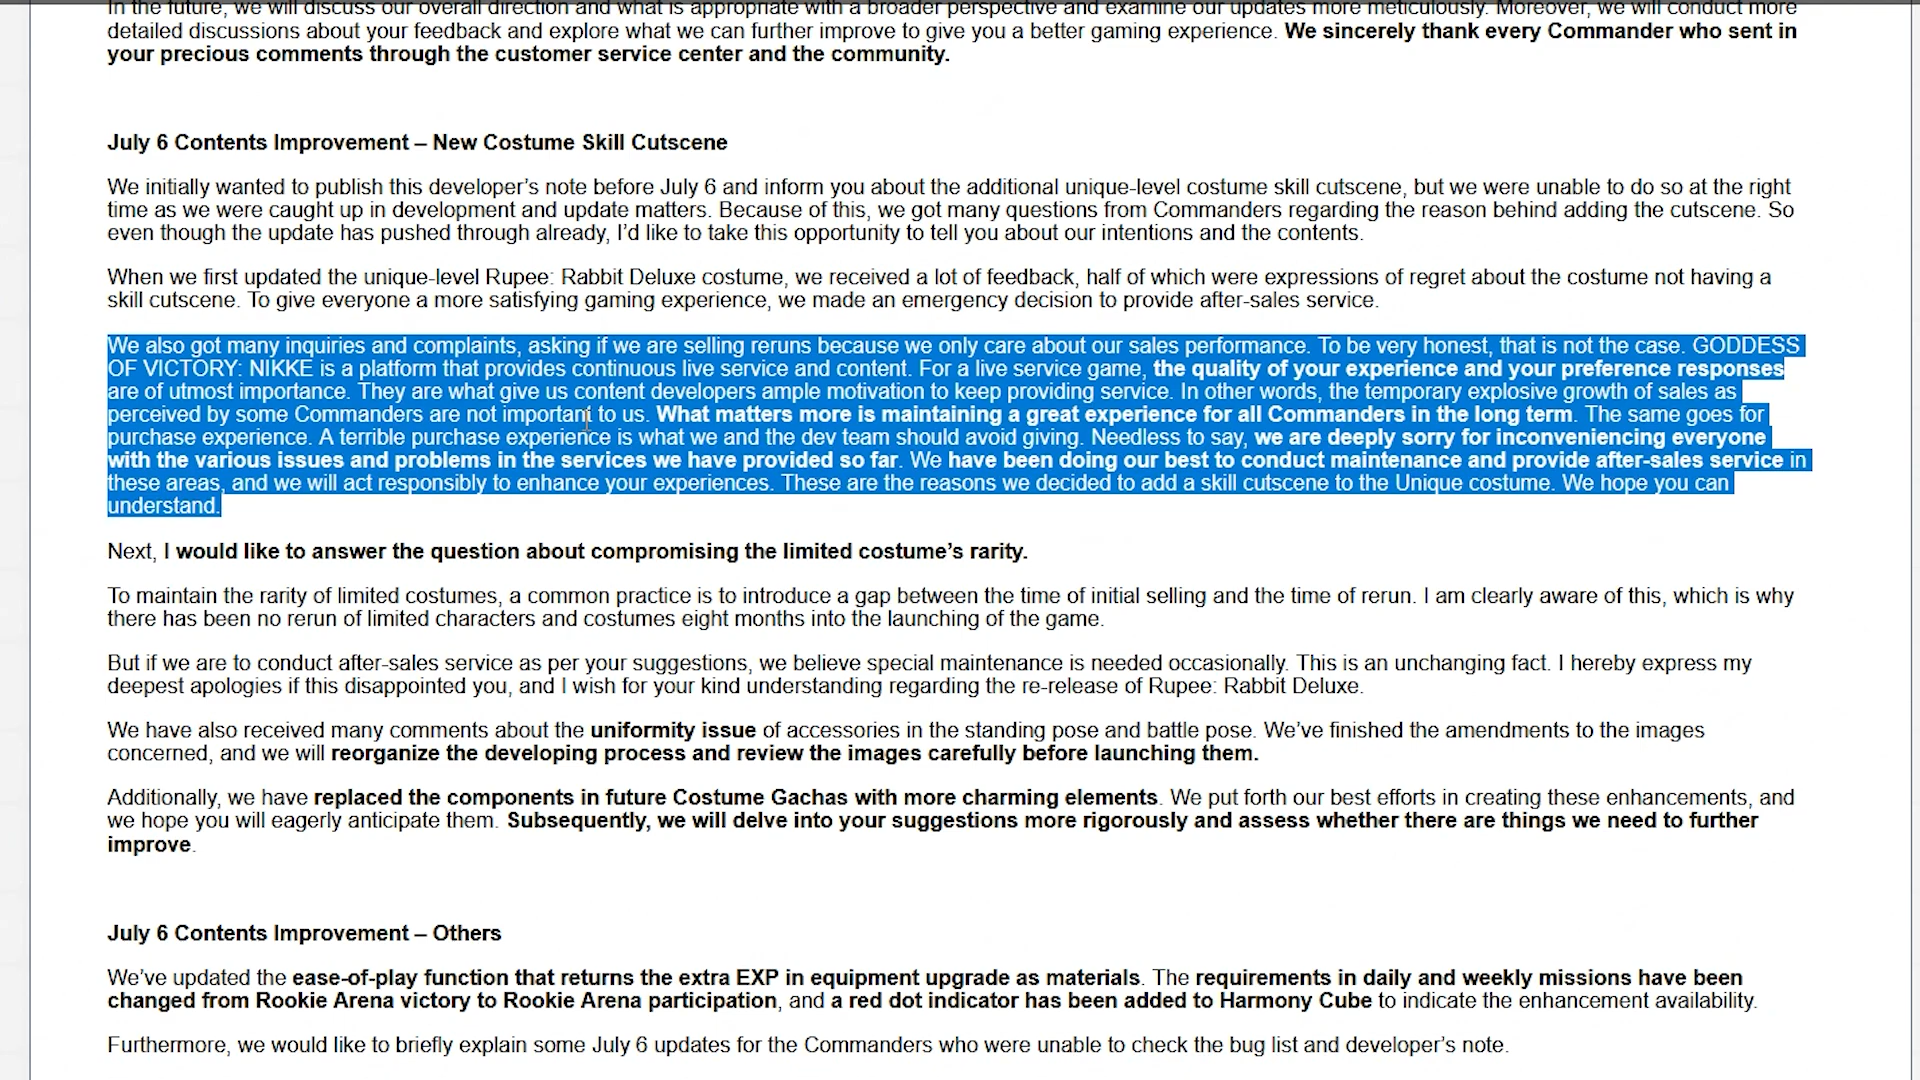 In the future, we will discuss our overall direction and what is appropriate with a broader perspective and examine our updates more meticulously. Moreover, we will conduct more
detailed discussions about your feedback and explore what we can further improve to give you a better gaming experience. We sincerely thank every Commander who sent in
your precious comments through the customer service center and the community.
July 6 Contents Improvement – New Costume Skill Cutscene
We initially wanted to publish this developer’s note before July 6 and inform you about the additional unique-level costume skill cutscene, but we were unable to do so at the right
time as we were caught up in development and update matters. Because of this, we got many questions from Commanders regarding the reason behind adding the cutscene. So
even though the update has pushed through already, I’d like to take this opportunity to tell you about our intentions and the contents.
When we first updated the unique-level Rupee: Rabbit Deluxe costume, we received a lot of feedback, half of which were expressions of regret about the costume not having a
skill cutscene. To give everyone a more satisfying gaming experience, we made an emergency decision to provide after-sales service.
We also got many inquiries and complaints, asking if we are selling reruns because we only care about our sales performance. To be very honest, that is not the case. GODDESS
OF VICTORY: NIKKE is a platform that provides continuous live service and content. For a live service game, the quality of your experience and your preference responses
are of utmost importance. They are what give us content developers ample motivation to keep providing service. In other words, the temporary explosive growth of sales as
perceived by some Commanders are not important to us. What matters more is maintaining a great experience for all Commanders in the long term. The same goes for
purchase experience. A terrible purchase experience is what we and the dev team should avoid giving. Needless to say, we are deeply sorry for inconveniencing everyone
with the various issues and problems in the services we have provided so far. We have been doing our best to conduct maintenance and provide after-sales service in
these areas, and we will act responsibly to enhance your experiences. These are the reasons we decided to add a skill cutscene to the Unique costume. We hope you can
understand.
Next, I would like to answer the question about compromising the limited costume’s rarity.
To maintain the rarity of limited costumes, a common practice is to introduce a gap between the time of initial selling and the time of rerun. I am clearly aware of this, which is why
there has been no rerun of limited characters and costumes eight months into the launching of the game.
But if we are to conduct after-sales service as per your suggestions, we believe special maintenance is needed occasionally. This is an unchanging fact. I hereby express my
deepest apologies if this disappointed you, and I wish for your kind understanding regarding the re-release of Rupee: Rabbit Deluxe.
We have also received many comments about the uniformity issue of accessories in the standing pose and battle pose. We’ve finished the amendments to the images
concerned, and we will reorganize the developing process and review the images carefully before launching them.
Additionally, we have replaced the components in future Costume Gachas with more charming elements. We put forth our best efforts in creating these enhancements, and
we hope you will eagerly anticipate them. Subsequently, we will delve into your suggestions more rigorously and assess whether there are things we need to further
improve.
July 6 Contents Improvement – Others
We’ve updated the ease-of-play function that returns the extra EXP in equipment upgrade as materials. The requirements in daily and weekly missions have been
changed from Rookie Arena victory to Rookie Arena participation, and a red dot indicator has been added to Harmony Cube to indicate the enhancement availability.
Furthermore, we would like to briefly explain some July 6 updates for the Commanders who were unable to check the bug list and developer’s note.